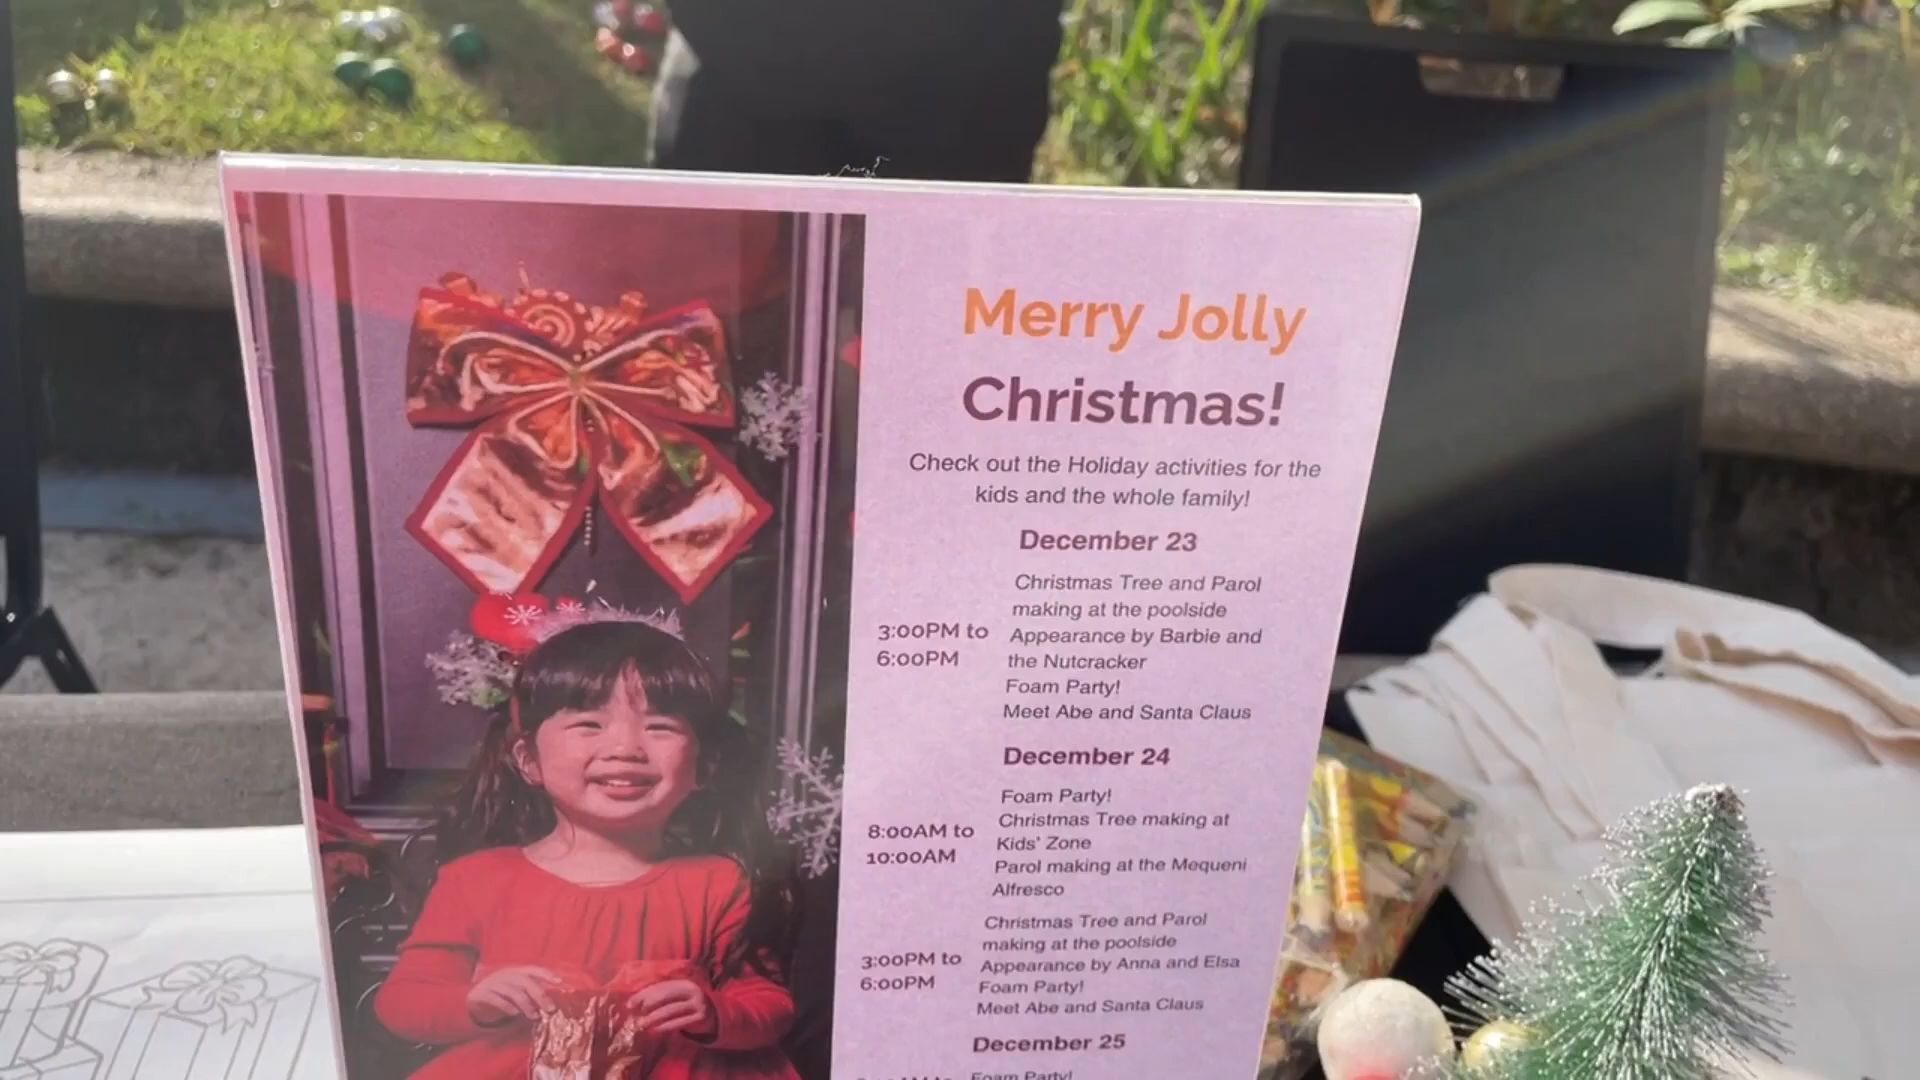 Merry Jolly
Christmas!
Check out the Holiday activities for the
kids and the whole family!
December 23
3:00PM to
6:00PM
Christmas Tree and Parol
making at the poolside
Appearance by Barbie and
the Nutcracker
Foam Party!
Meet Abe and Santa Claus
December 24
8:00AM to
10:00AM
Foam Party!
Christmas Tree making at
Kids' Zone
Parol making at the Mequeni
Alfresco
3:00PM to
6:00PM
Christmas Tree and Parol
making at the poolside
Appearance by Anna and Elsa
Foam Party!
Meet Abe and Santa Claus
December 25
Foam Party!